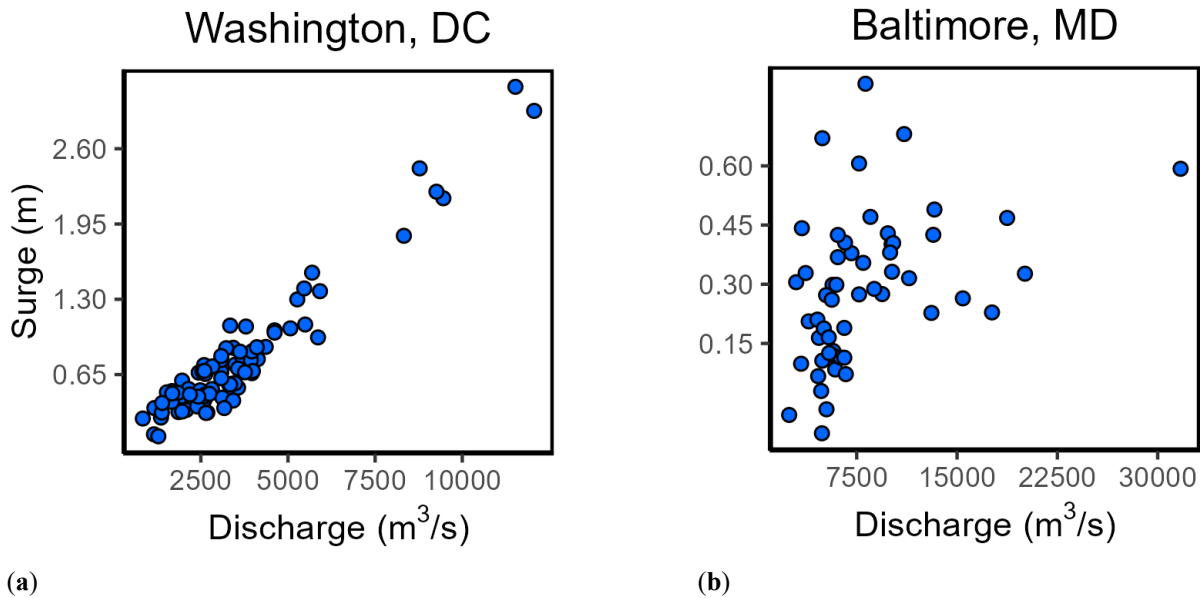 Washington, DC
Surge (m)
2.60
1.95
1.30
0.65
2500 5000 7500 10000
Discharge (m³/s)
(a)
Baltimore, MD
0.60
0.45
0.30
0.15
7500 15000 22500 30000
Discharge (m³/s)
(b)